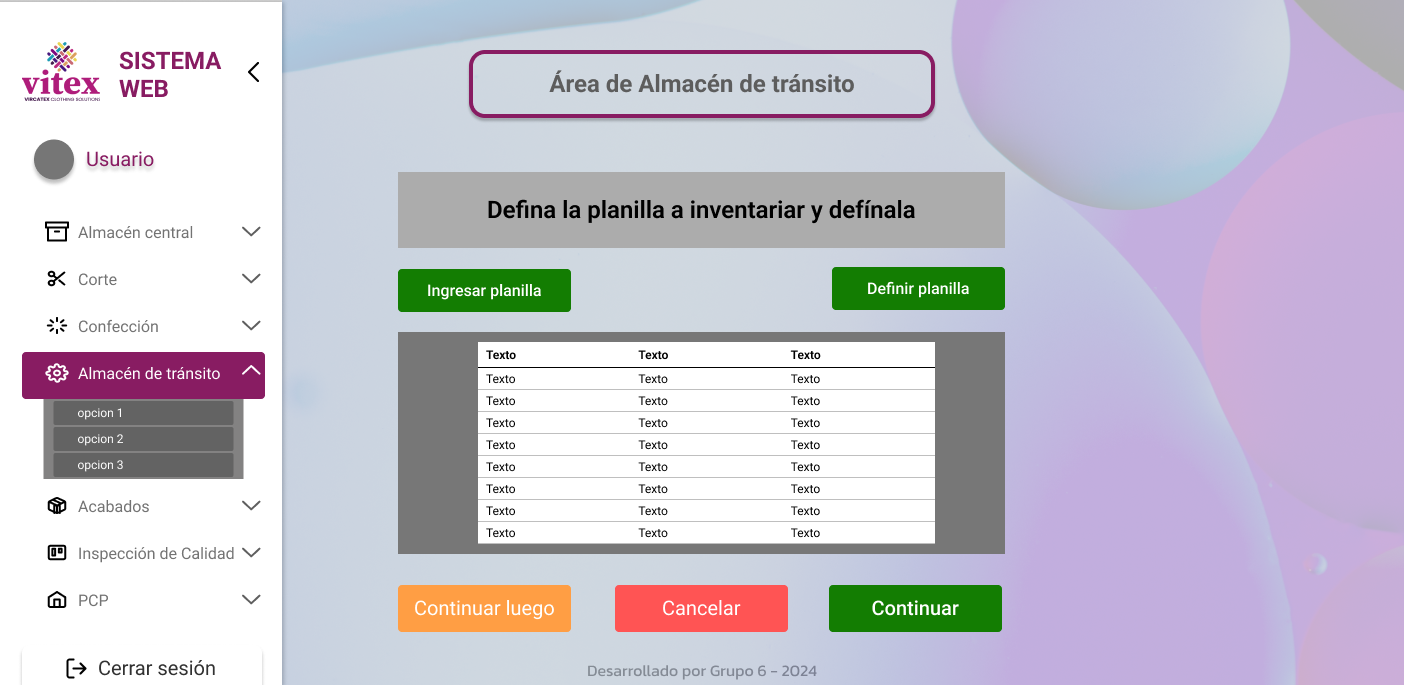 vitex
VIRCATEX CLOTHING SOLUTIONS
SISTEMA
WEB
Usuario
Almacén central
Corte
Confección
Almacén de tránsito
opcion 1
opcion 2
opcion 3
Acabados
Inspección de Calidad
PCP
Cerrar sesión
Área de Almacén de tránsito
Defina la planilla a inventariar y defínala
Ingresar planilla
Definir planilla
Texto Texto Texto
Texto Texto Texto
Texto Texto Texto
Texto Texto Texto
Texto Texto Texto
Texto Texto Texto
Texto Texto Texto
Texto Texto Texto
Texto Texto Texto
Continuar luego
Cancelar
Continuar
Desarrollado por Grupo 6 - 2024